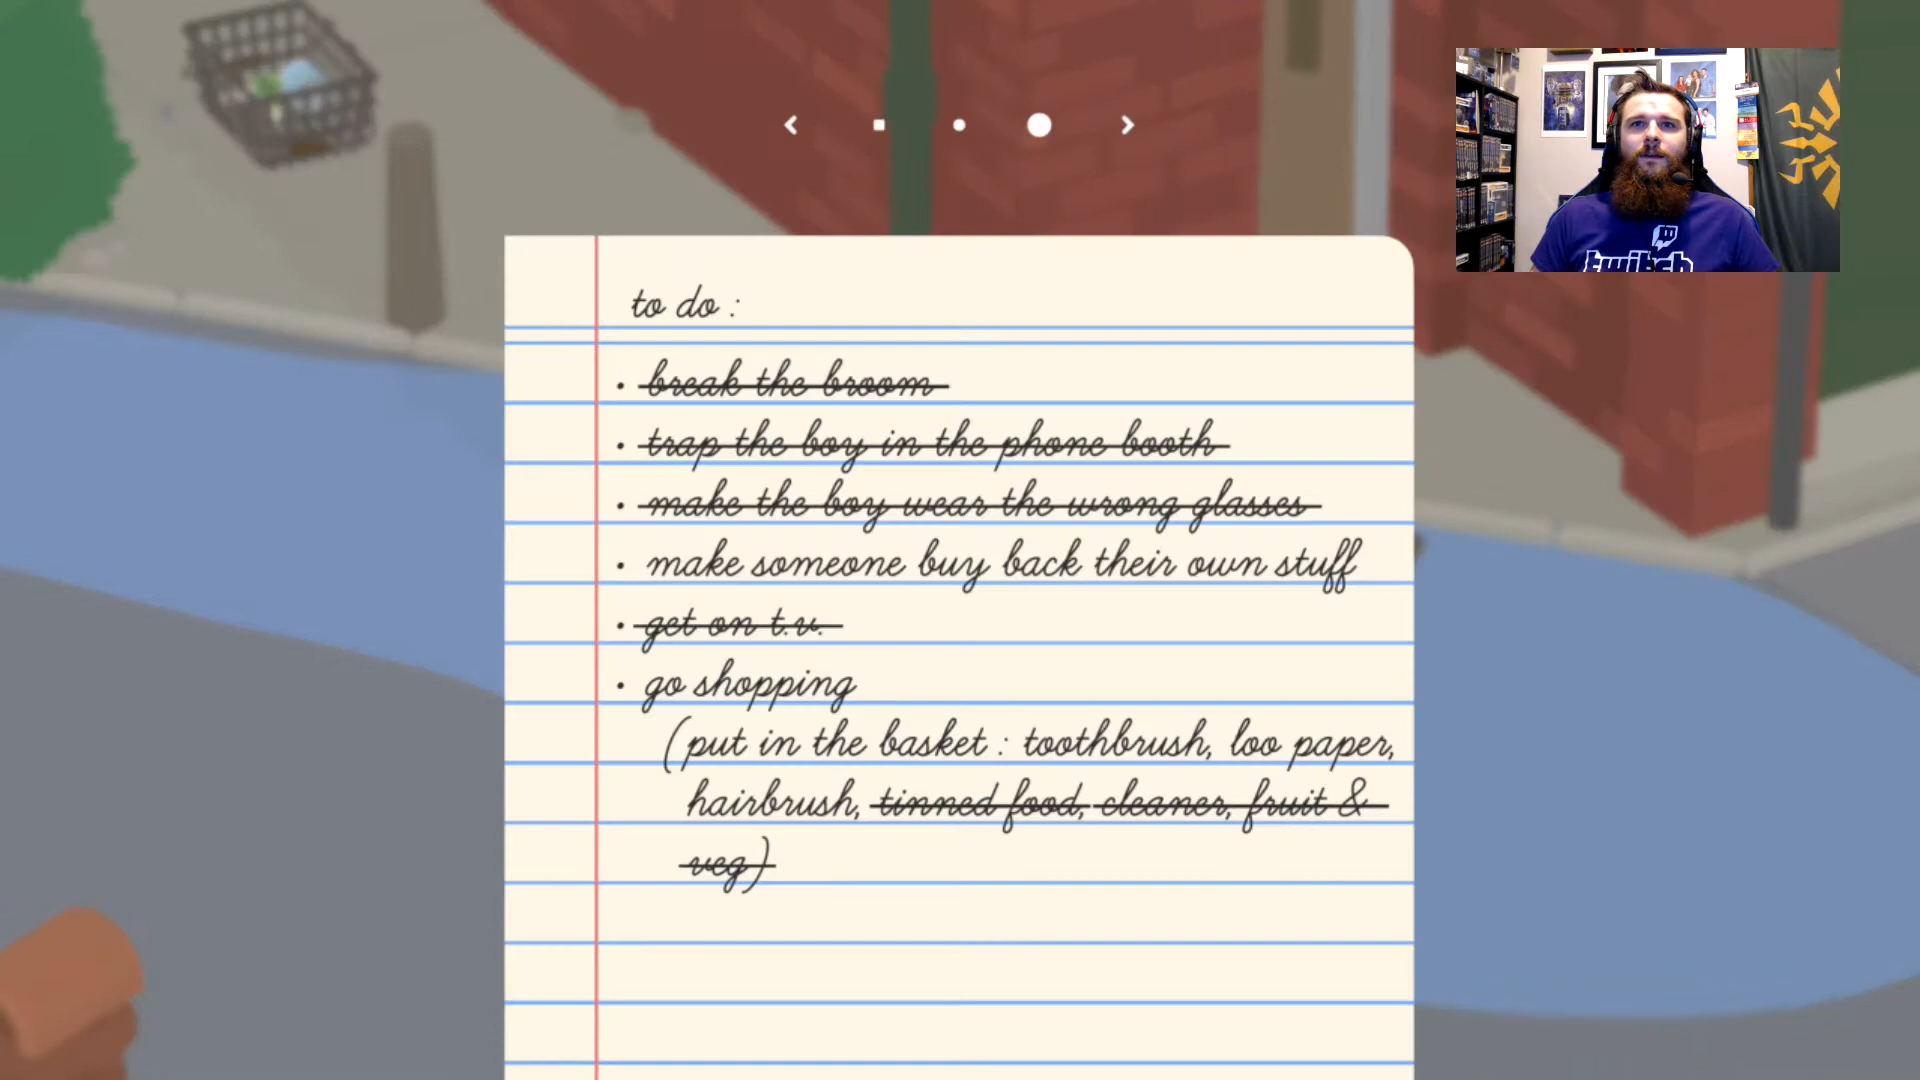 to do :
• break the broom
• trap the boy in the phone booth
• make the boy wear the wrong glasses
• make someone buy back their own stuff
• get on t.v.
• go shopping
(put in the basket : toothbrush, loo paper,
hairbrush, tinned food, cleaner, fruit &
veg)
twitch